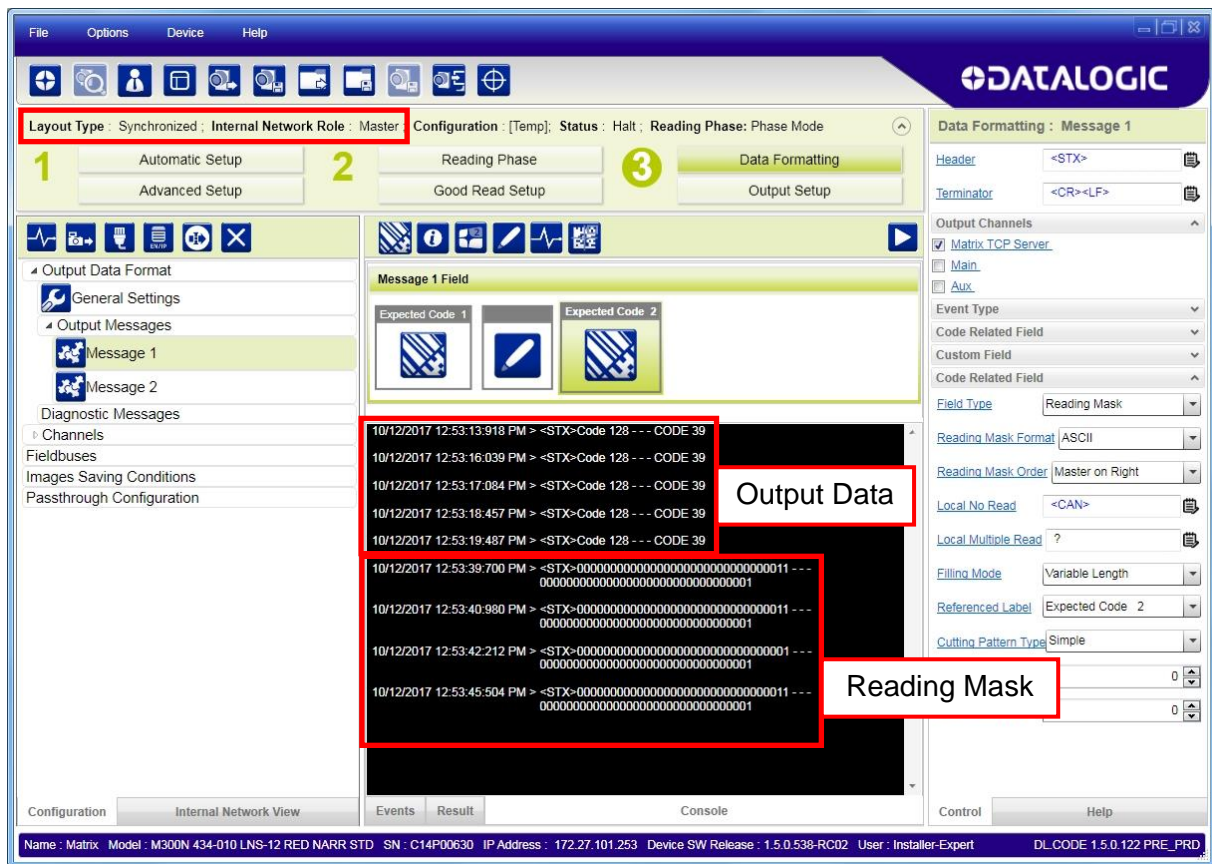 File Options Device Help
DATALOGIC
Layout Type : Synchronized ; Internal Network Role : Master ; Configuration : [Temp]; Status : Halt ; Reading Phase: Phase Mode
1
Automatic Setup
Advanced Setup
2
Reading Phase
Good Read Setup
3
Data Formatting
Output Setup
Output Data Format
General Settings
Output Messages
Message 1
Message 2
Diagnostic Messages
Channels
Fieldbuses
Images Saving Conditions
Passthrough Configuration
Configuration Internal Network View
Message 1 Field
Expected Code 1 Expected Code 2
10/12/2017 12:53:13:918 PM > <STX>Code 128 - - - CODE 39
10/12/2017 12:53:16:039 PM > <STX>Code 128 - - - CODE 39
10/12/2017 12:53:17:084 PM > <STX>Code 128 - - - CODE 39
10/12/2017 12:53:18:457 PM > <STX>Code 128 - - - CODE 39
10/12/2017 12:53:19:487 PM > <STX>Code 128 - - - CODE 39
Output Data
10/12/2017 12:53:39:700 PM > <STX>00000000000000000000000000000011 - - -
00000000000000000000000000000001
10/12/2017 12:53:40:980 PM > <STX>00000000000000000000000000000011 - - -
00000000000000000000000000000001
10/12/2017 12:53:42:212 PM > <STX>00000000000000000000000000000001 - - -
00000000000000000000000000000001
10/12/2017 12:53:45:504 PM > <STX>00000000000000000000000000000011 - - -
00000000000000000000000000000001
Reading Mask
Events Result Console
Data Formatting : Message 1
Header <STX>
Terminator <CR><LF>
Output Channels
Matrix TCP Server
Main
Aux
Event Type
Code Related Field
Custom Field
Code Related Field
Field Type Reading Mask
Reading Mask Format ASCII
Reading Mask Order Master on Right
Local No Read <CAN>
Local Multiple Read ?
Filling Mode Variable Length
Referenced Label Expected Code 2
Cutting Pattern Type Simple
0
0
Control Help
Name : Matrix Model : M300N 434-010 LNS-12 RED NARR STD SN : C14P00630 IP Address : 172.27.101.253 Device SW Release : 1.5.0.538-RC02 User : Installer-Expert DL.CODE 1.5.0.122 PRE_PRD